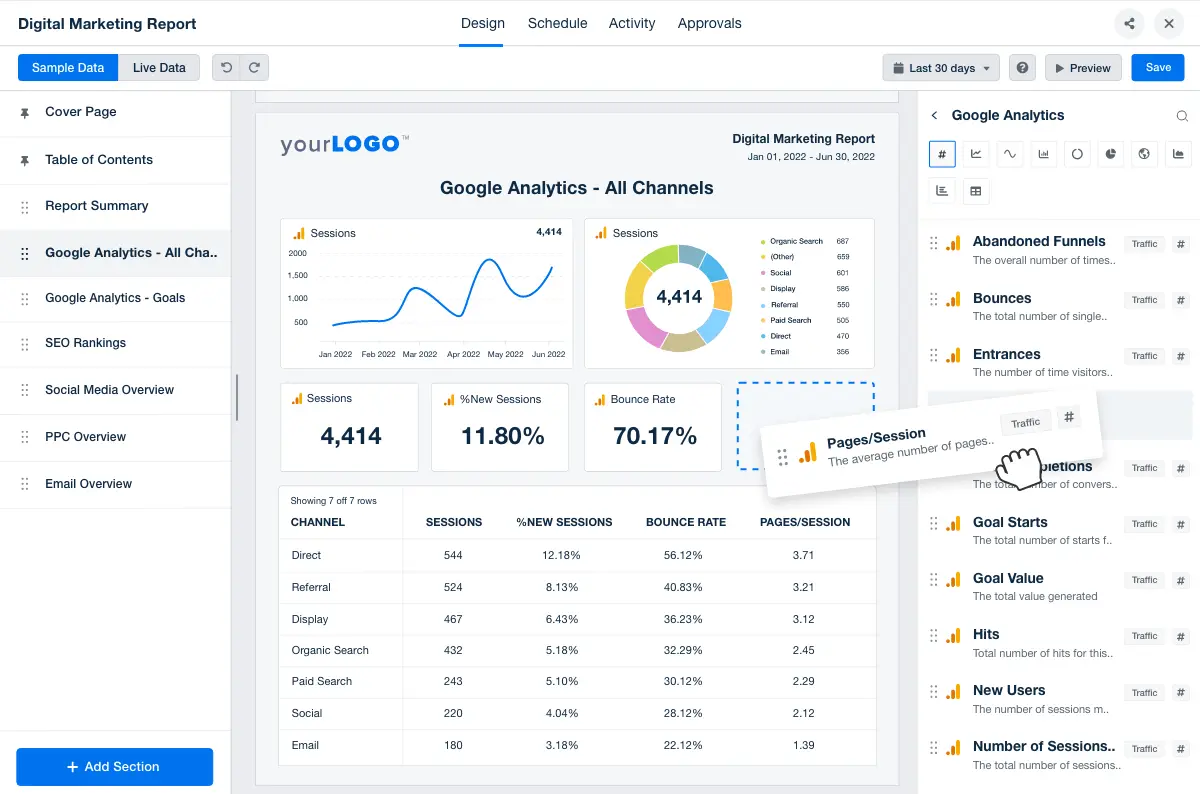 Digital Marketing Report
Design Schedule Activity Approvals
Sample Data Live Data
Last 30 days ? Preview Save
Cover Page
Table of Contents
Report Summary
Google Analytics - All Cha..
Google Analytics - Goals
SEO Rankings
Social Media Overview
PPC Overview
Email Overview
+ Add Section
yourLOGO™
Digital Marketing Report
Jan 01, 2022 - Jun 30, 2022
Google Analytics - All Channels
Sessions 4,414
2000
1,500
1,000
500
Jan 2022 Feb 2022 Mar 2022 Apr 2022 May 2022 Jun 2022
Sessions
4,414
Organic Search 687
(Other) 659
Social 601
Display 586
Referral 550
Paid Search 505
Direct 470
Email 356
Sessions
4,414
%New Sessions
11.80%
Bounce Rate
70.17%
Showing 7 off 7 rows
CHANNEL SESSIONS %NEW SESSIONS BOUNCE RATE PAGES/SESSION
Direct 544 12.18% 56.12% 3.71
Referral 524 8.13% 40.83% 3.21
Display 467 6.43% 36.23% 3.12
Organic Search 432 5.18% 32.29% 2.45
Paid Search 243 5.10% 30.12% 2.29
Social 220 4.04% 28.12% 2.12
Email 180 3.18% 22.12% 1.39
Google Analytics
#
Abandoned Funnels Traffic #
The overall number of times..
Bounces Traffic #
The total number of single..
Entrances Traffic #
The number of time visitors..
Pages/Session Traffic #
The average number of pages..
Traffic #
The of convers..
Goal Starts Traffic #
The total number of starts f..
Goal Value Traffic #
The total value generated
Hits Traffic #
Total number of hits for this..
New Users Traffic #
The number of sessions m..
Number of Sessions.. Traffic #
The total number of sessions..